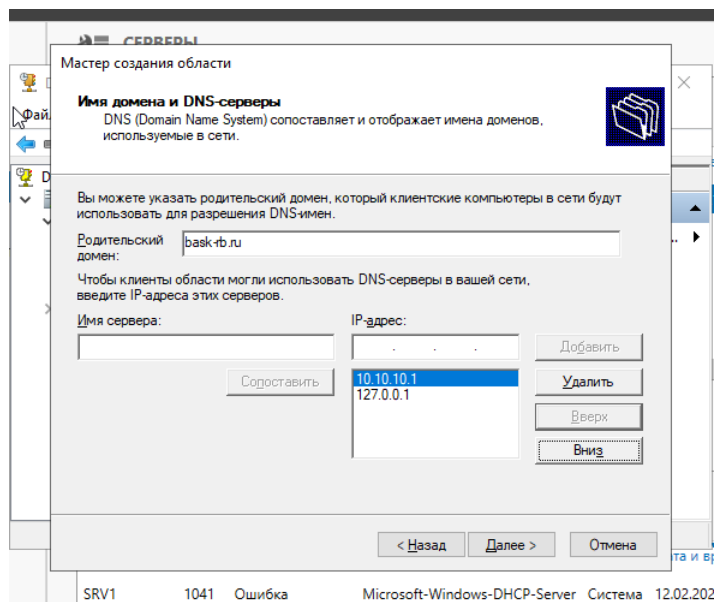 СЕРВЕРЫ
Мастер создания области
Имя домена и DNS-серверы
DNS (Domain Name System) сопоставляет и отображает имена доменов,
используемые в сети.
Вы можете указать родительский домен, который клиентские компьютеры в сети будут
использовать для разрешения DNS-имен.
Родительский домен:
bask-rb.ru
Чтобы клиенты области могли использовать DNS-серверы в вашей сети,
введите IP-адреса этих серверов.
Имя сервера: IP-адрес:
. . . Добавить
Сопоставить 10.10.10.1 Удалить
127.0.0.1
Вверх
Вниз
< Назад Далее > Отмена
SRV1 1041 Ошибка Microsoft-Windows-DHCP-Server Система 12.02.202